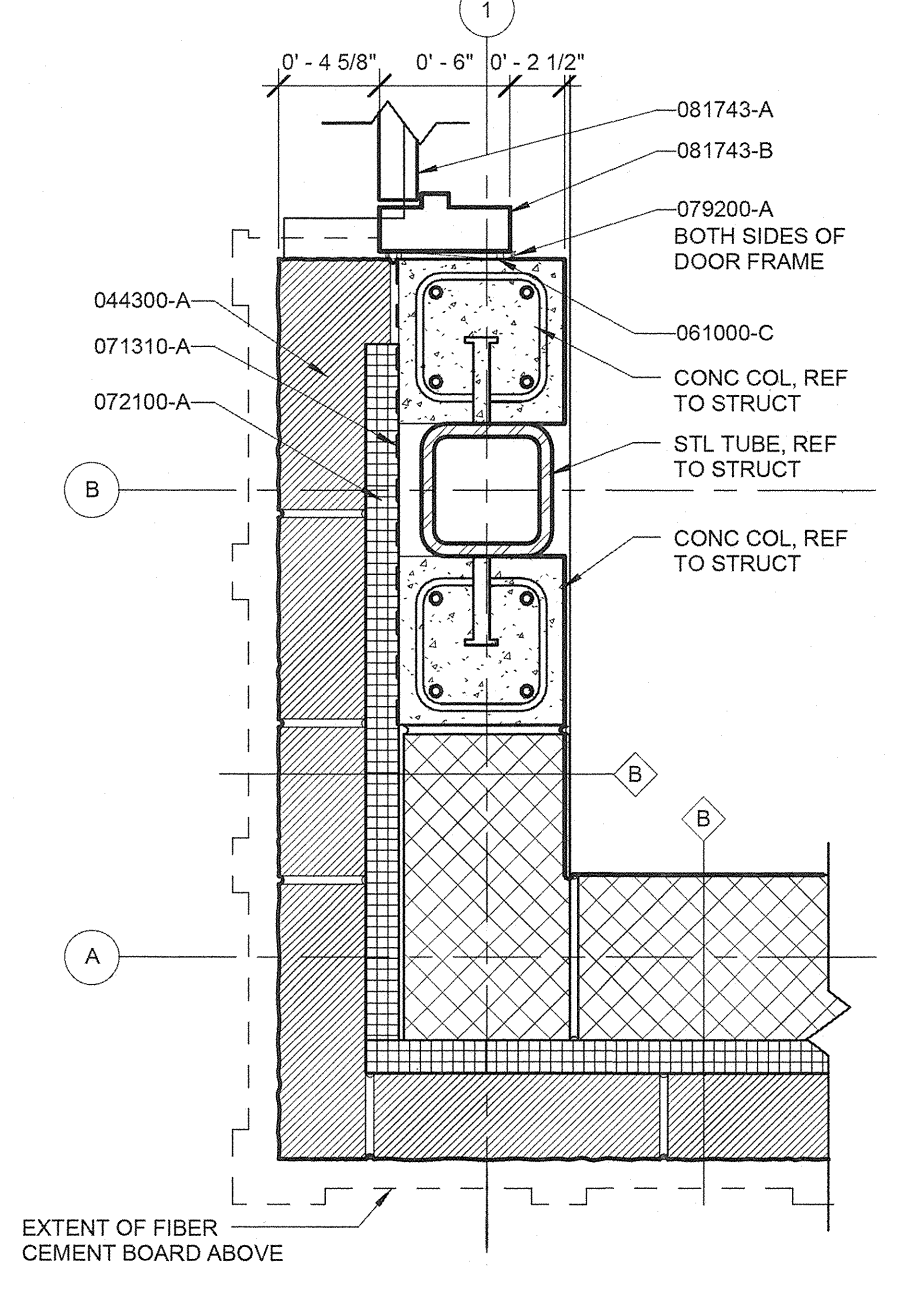 1
0' - 4 5/8" 0' - 6" 0' - 2 1/2"
081743-A
081743-B
079200-A
BOTH SIDES OF
DOOR FRAME
044300-A
071310-A
072100-A
061000-C
CONC COL, REF
TO STRUCT
STL TUBE, REF
TO STRUCT
B
CONC COL, REF
TO STRUCT
B
B
A
EXTENT OF FIBER
CEMENT BOARD ABOVE